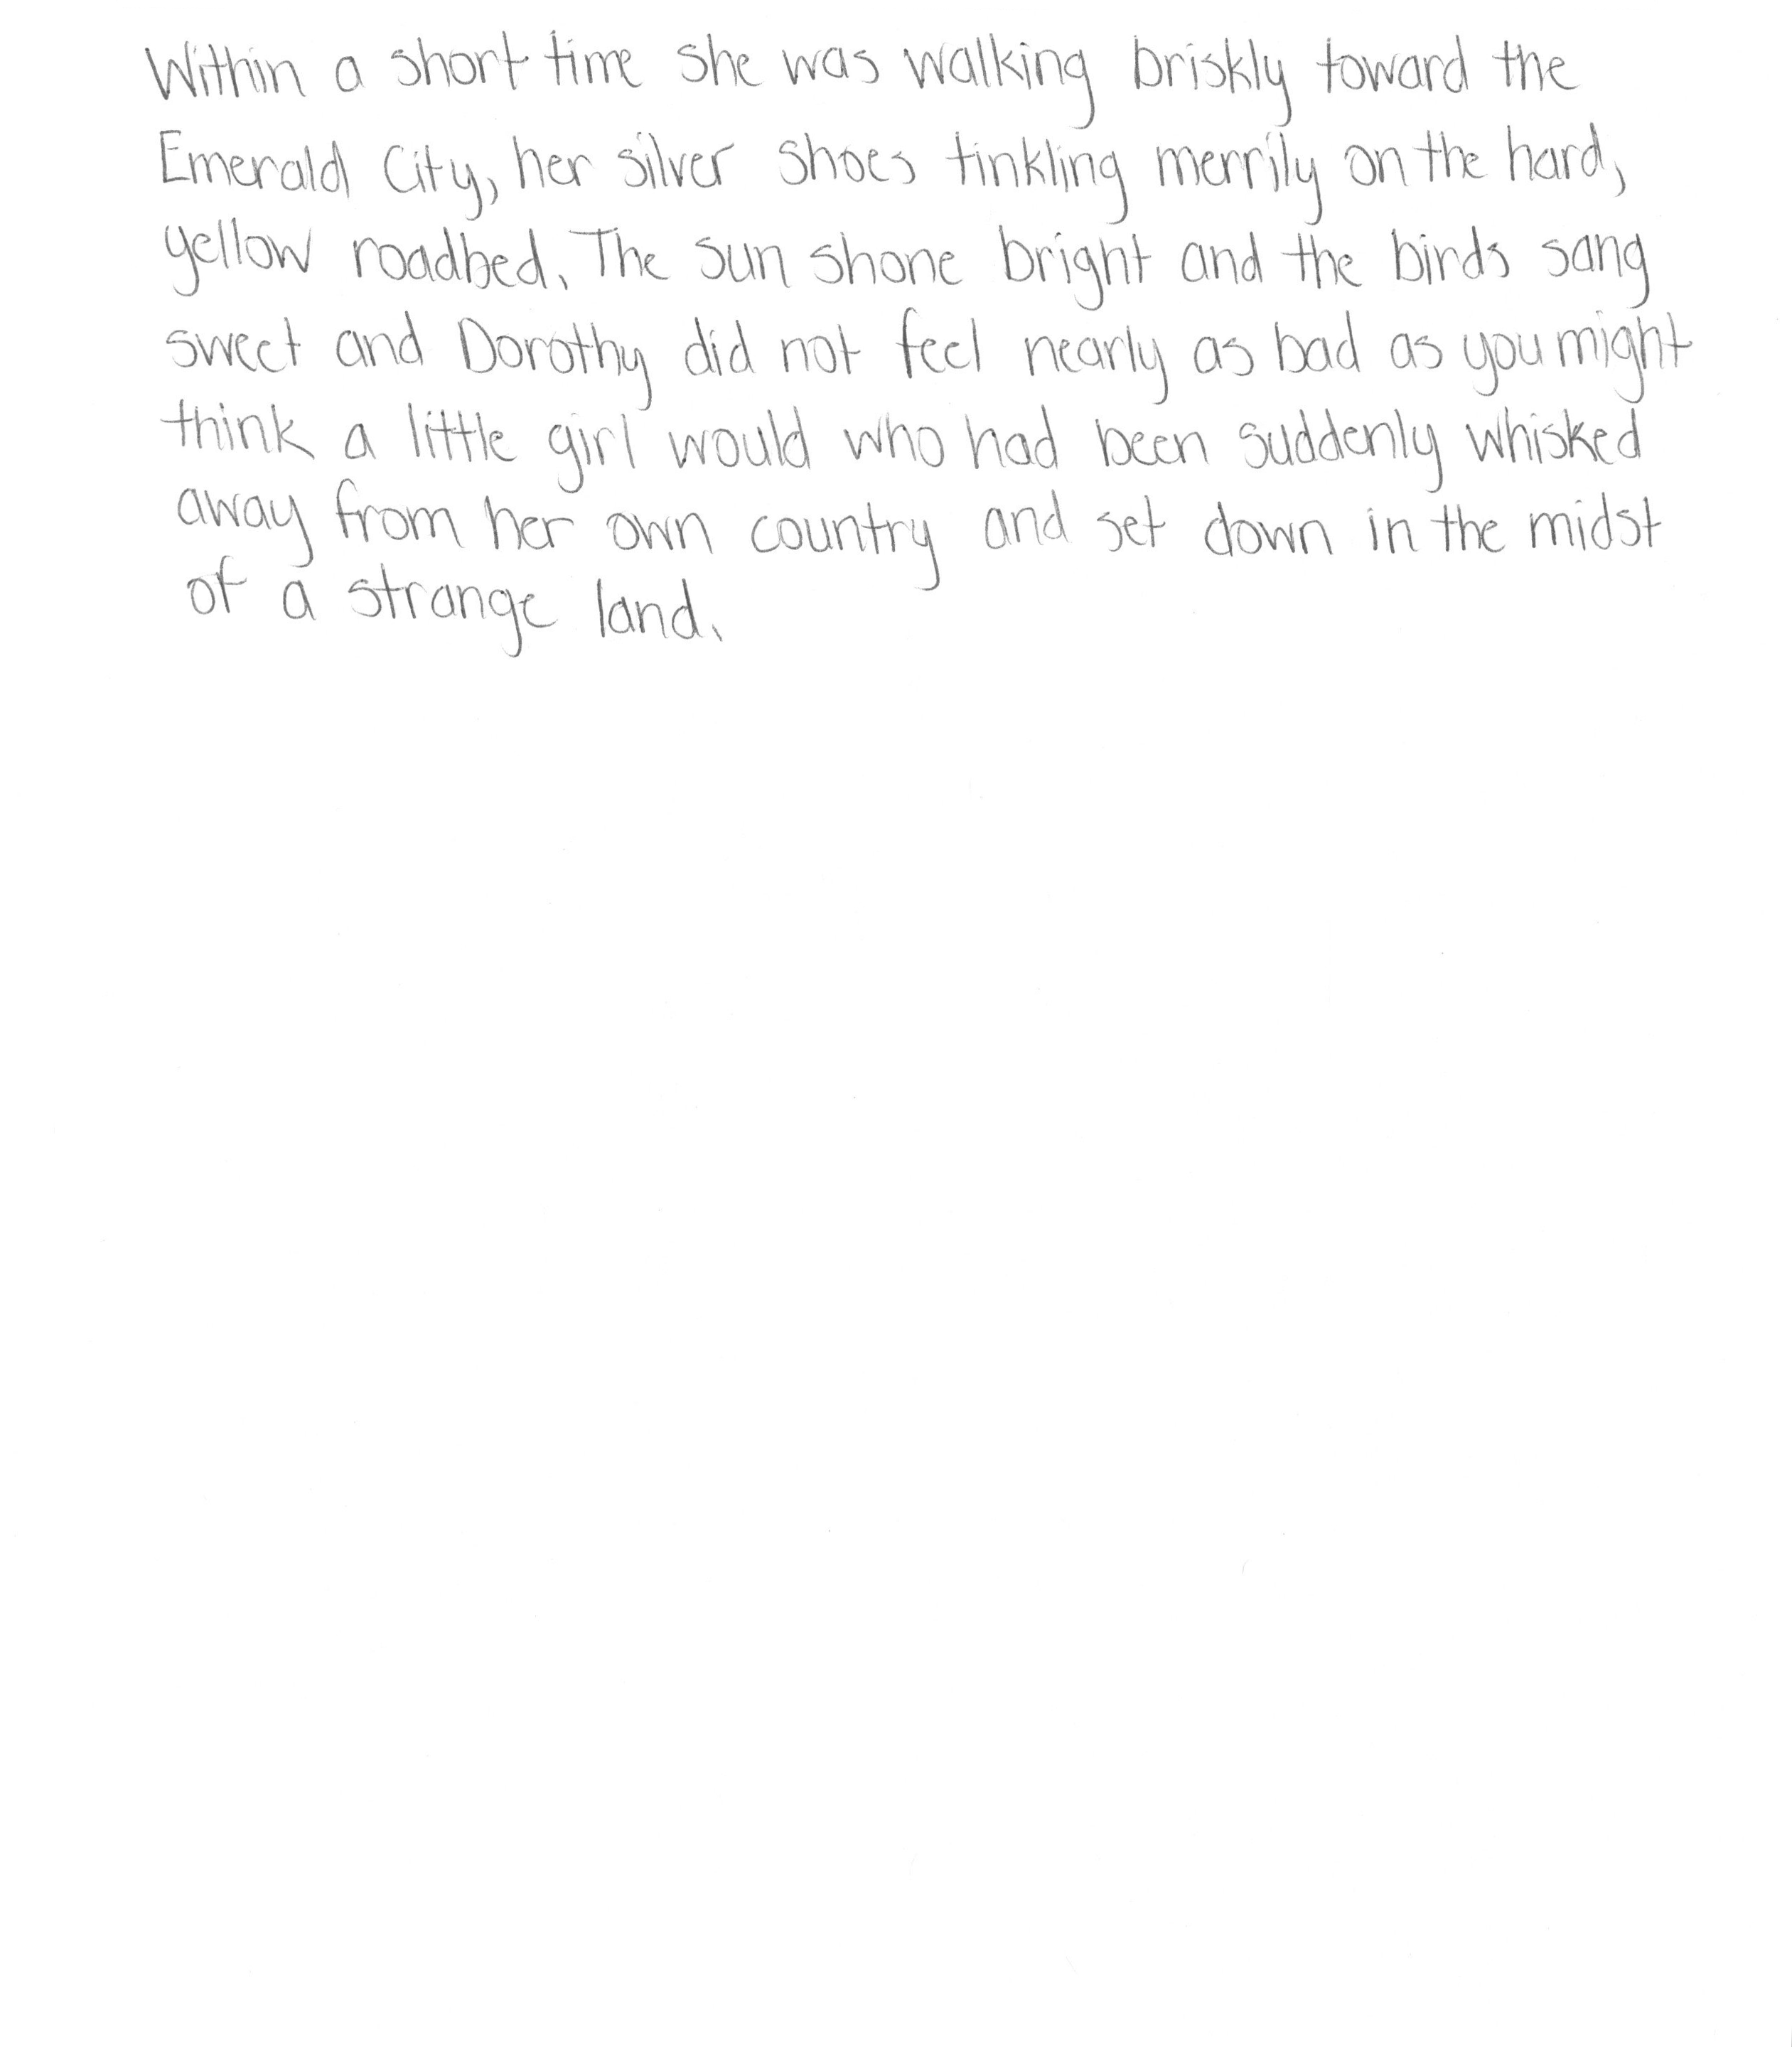 Within a short time she was walking briskly toward the
Emerald City, her silver shoes tinkling merrily on the hard,
yellow roadbed. The sun shone bright and the birds sang
sweet and Dorothy did not feel nearly as bad as you might
think a little girl would who had been suddenly whisked
away from her own country and set down in the midst
of a strange land.